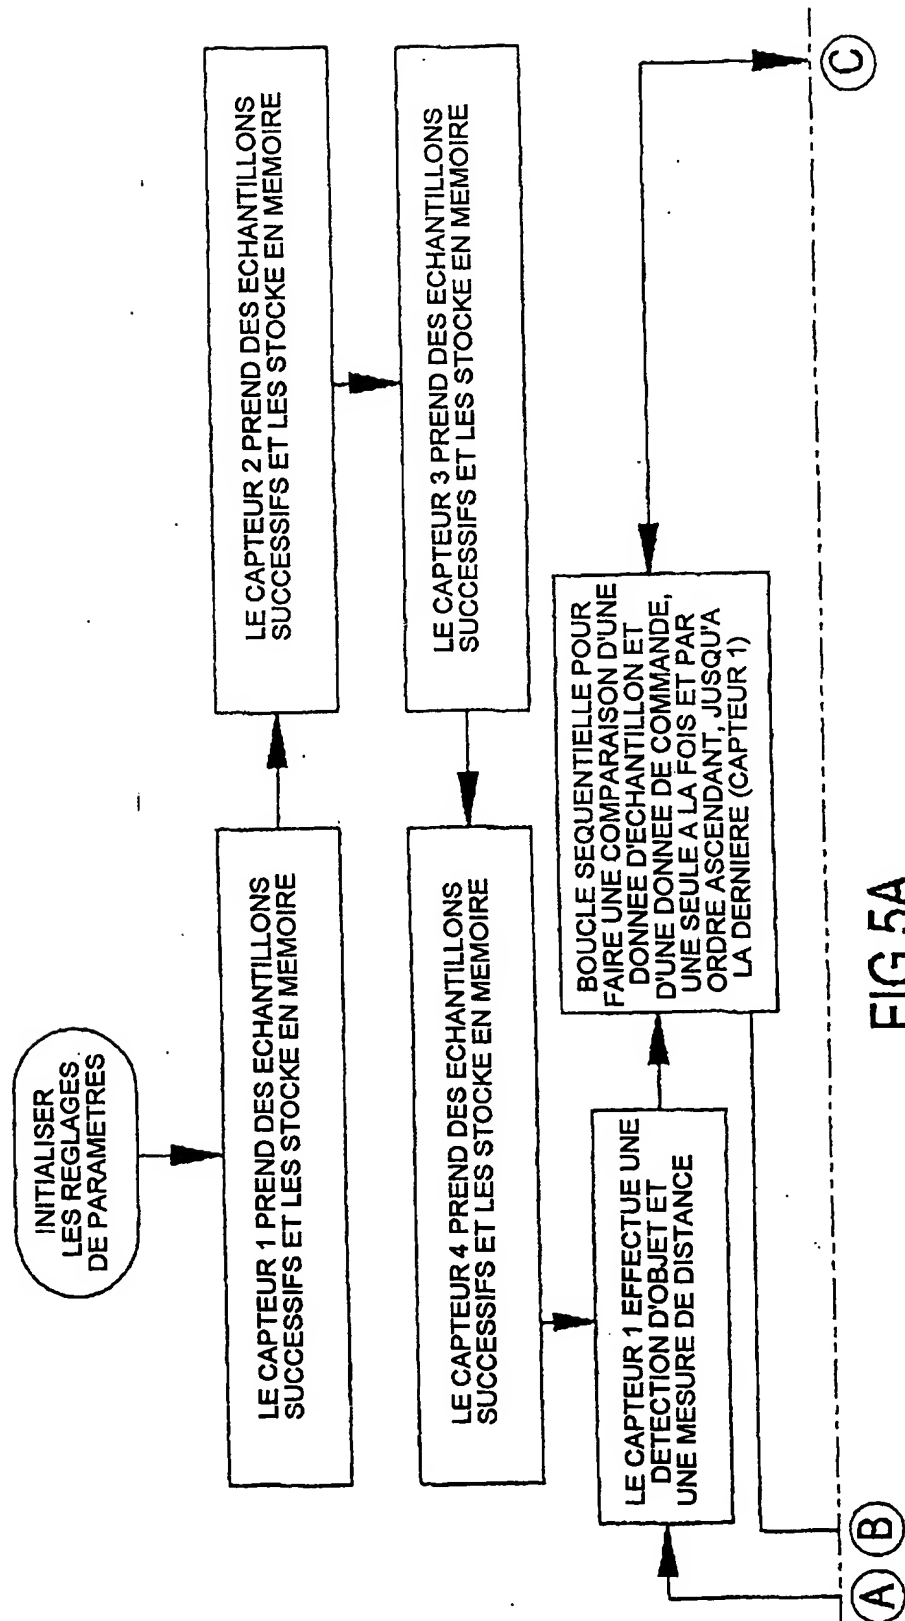 INITIALISER
LES REGLAGES
DE PARAMETRES
LE CAPTEUR 1 PREND DES ECHANTILLONS
SUCCESSIFS ET LES STOCKE EN MEMOIRE
LE CAPTEUR 2 PREND DES ECHANTILLONS
SUCCESSIFS ET LES STOCKE EN MEMOIRE
LE CAPTEUR 3 PREND DES ECHANTILLONS
SUCCESSIFS ET LES STOCKE EN MEMOIRE
LE CAPTEUR 4 PREND DES ECHANTILLONS
SUCCESSIFS ET LES STOCKE EN MEMOIRE
LE CAPTEUR 1 EFFECTUE UNE
DETECTION D'OBJET ET
UNE MESURE DE DISTANCE
BOUCLE SEQUENTIELLE POUR
FAIRE UNE COMPARAISON D'UNE
DONNEE D'ECHANTILLON ET
D'UNE DONNEE DE COMMANDE,
UNE SEULE A LA FOIS ET PAR
ORDRE ASCENDANT, JUSQU'A
LA DERNIERE (CAPTEUR 1)
A
B
C
FIG.5A